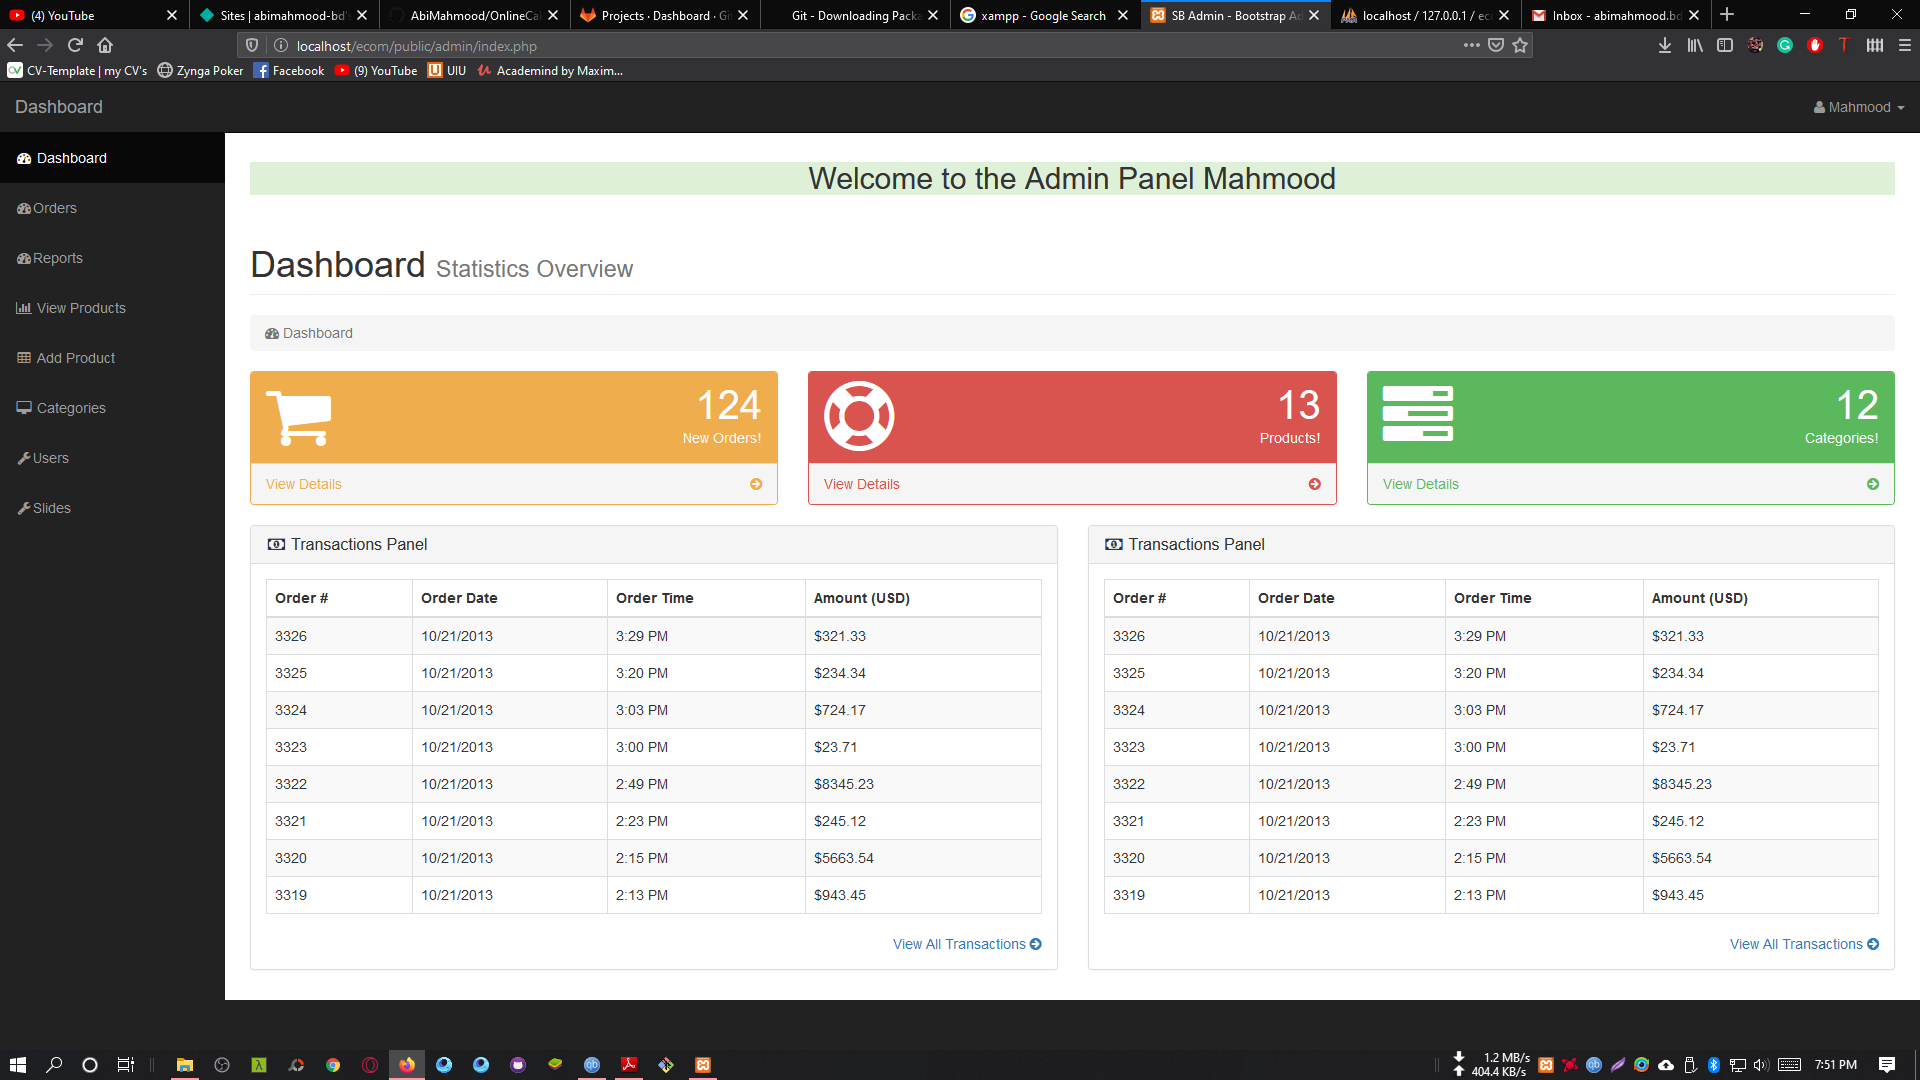 (4) YouTube
Sites | abimahmood-bd's
AbiMahmood/OnlineCa
Projects · Dashboard · Gi
Git - Downloading Packa
xampp - Google Search
SB Admin - Bootstrap Ad
localhost / 127.0.0.1 / ec
Inbox - abimahmood.bd
localhost/ecom/public/admin/index.php
CV-Template | my CV's
Zynga Poker
Facebook
(9) YouTube
UIU
Academind by Maxim...
Dashboard
Mahmood
Dashboard
Orders
Reports
View Products
Add Product
Categories
Users
Slides
Welcome to the Admin Panel Mahmood
Dashboard Statistics Overview
Dashboard
124
New Orders!
View Details
13
Products!
View Details
12
Categories!
View Details
Transactions Panel
Order # Order Date Order Time Amount (USD)
3326 10/21/2013 3:29 PM $321.33
3325 10/21/2013 3:20 PM $234.34
3324 10/21/2013 3:03 PM $724.17
3323 10/21/2013 3:00 PM $23.71
3322 10/21/2013 2:49 PM $8345.23
3321 10/21/2013 2:23 PM $245.12
3320 10/21/2013 2:15 PM $5663.54
3319 10/21/2013 2:13 PM $943.45
View All Transactions
Transactions Panel
Order # Order Date Order Time Amount (USD)
3326 10/21/2013 3:29 PM $321.33
3325 10/21/2013 3:20 PM $234.34
3324 10/21/2013 3:03 PM $724.17
3323 10/21/2013 3:00 PM $23.71
3322 10/21/2013 2:49 PM $8345.23
3321 10/21/2013 2:23 PM $245.12
3320 10/21/2013 2:15 PM $5663.54
3319 10/21/2013 2:13 PM $943.45
View All Transactions
1.2 MB/s
404.4 KB/s
7:51 PM